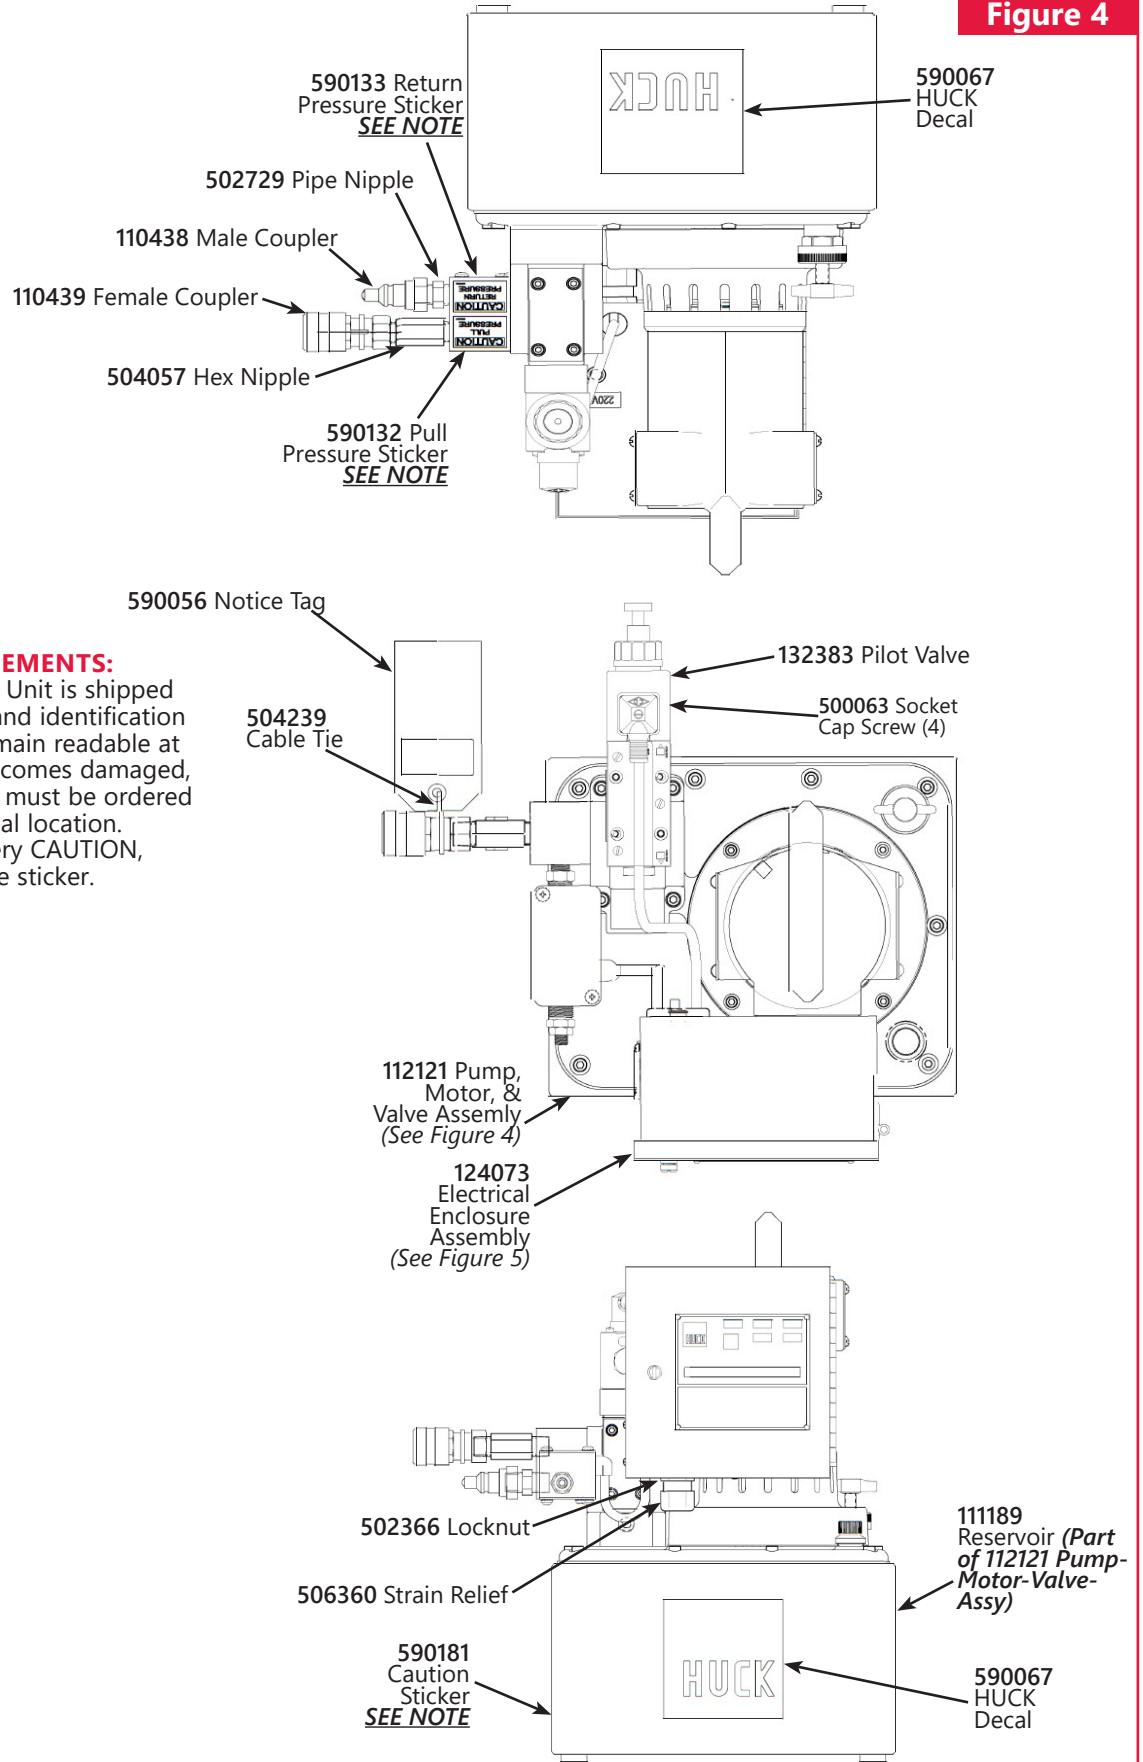 Figure 4
590133 Return
Pressure Sticker
SEE NOTE
590067
HUCK
Decal
HUCK
502729 Pipe Nipple
110438 Male Coupler
110439 Female Coupler
CAUTION
RETURN
PRESSURE
CAUTION
PULL
PRESSURE
504057 Hex Nipple
220V
590132 Pull
Pressure Sticker
SEE NOTE
590056 Notice Tag
EMENTS:
Unit is shipped
and identification
main readable at
comes damaged,
must be ordered
al location.
ery CAUTION,
e sticker.
504239
Cable Tie
132383 Pilot Valve
500063 Socket
Cap Screw (4)
112121 Pump,
Motor, &
Valve Assemly
(See Figure 4)
124073
Electrical
Enclosure
Assembly
(See Figure 5)
HUCK
502366 Locknut
506360 Strain Relief
111189
Reservoir (Part
of 112121 Pump-
Motor-Valve-
Assy)
590181
Caution
Sticker
SEE NOTE
HUCK
590067
HUCK
Decal